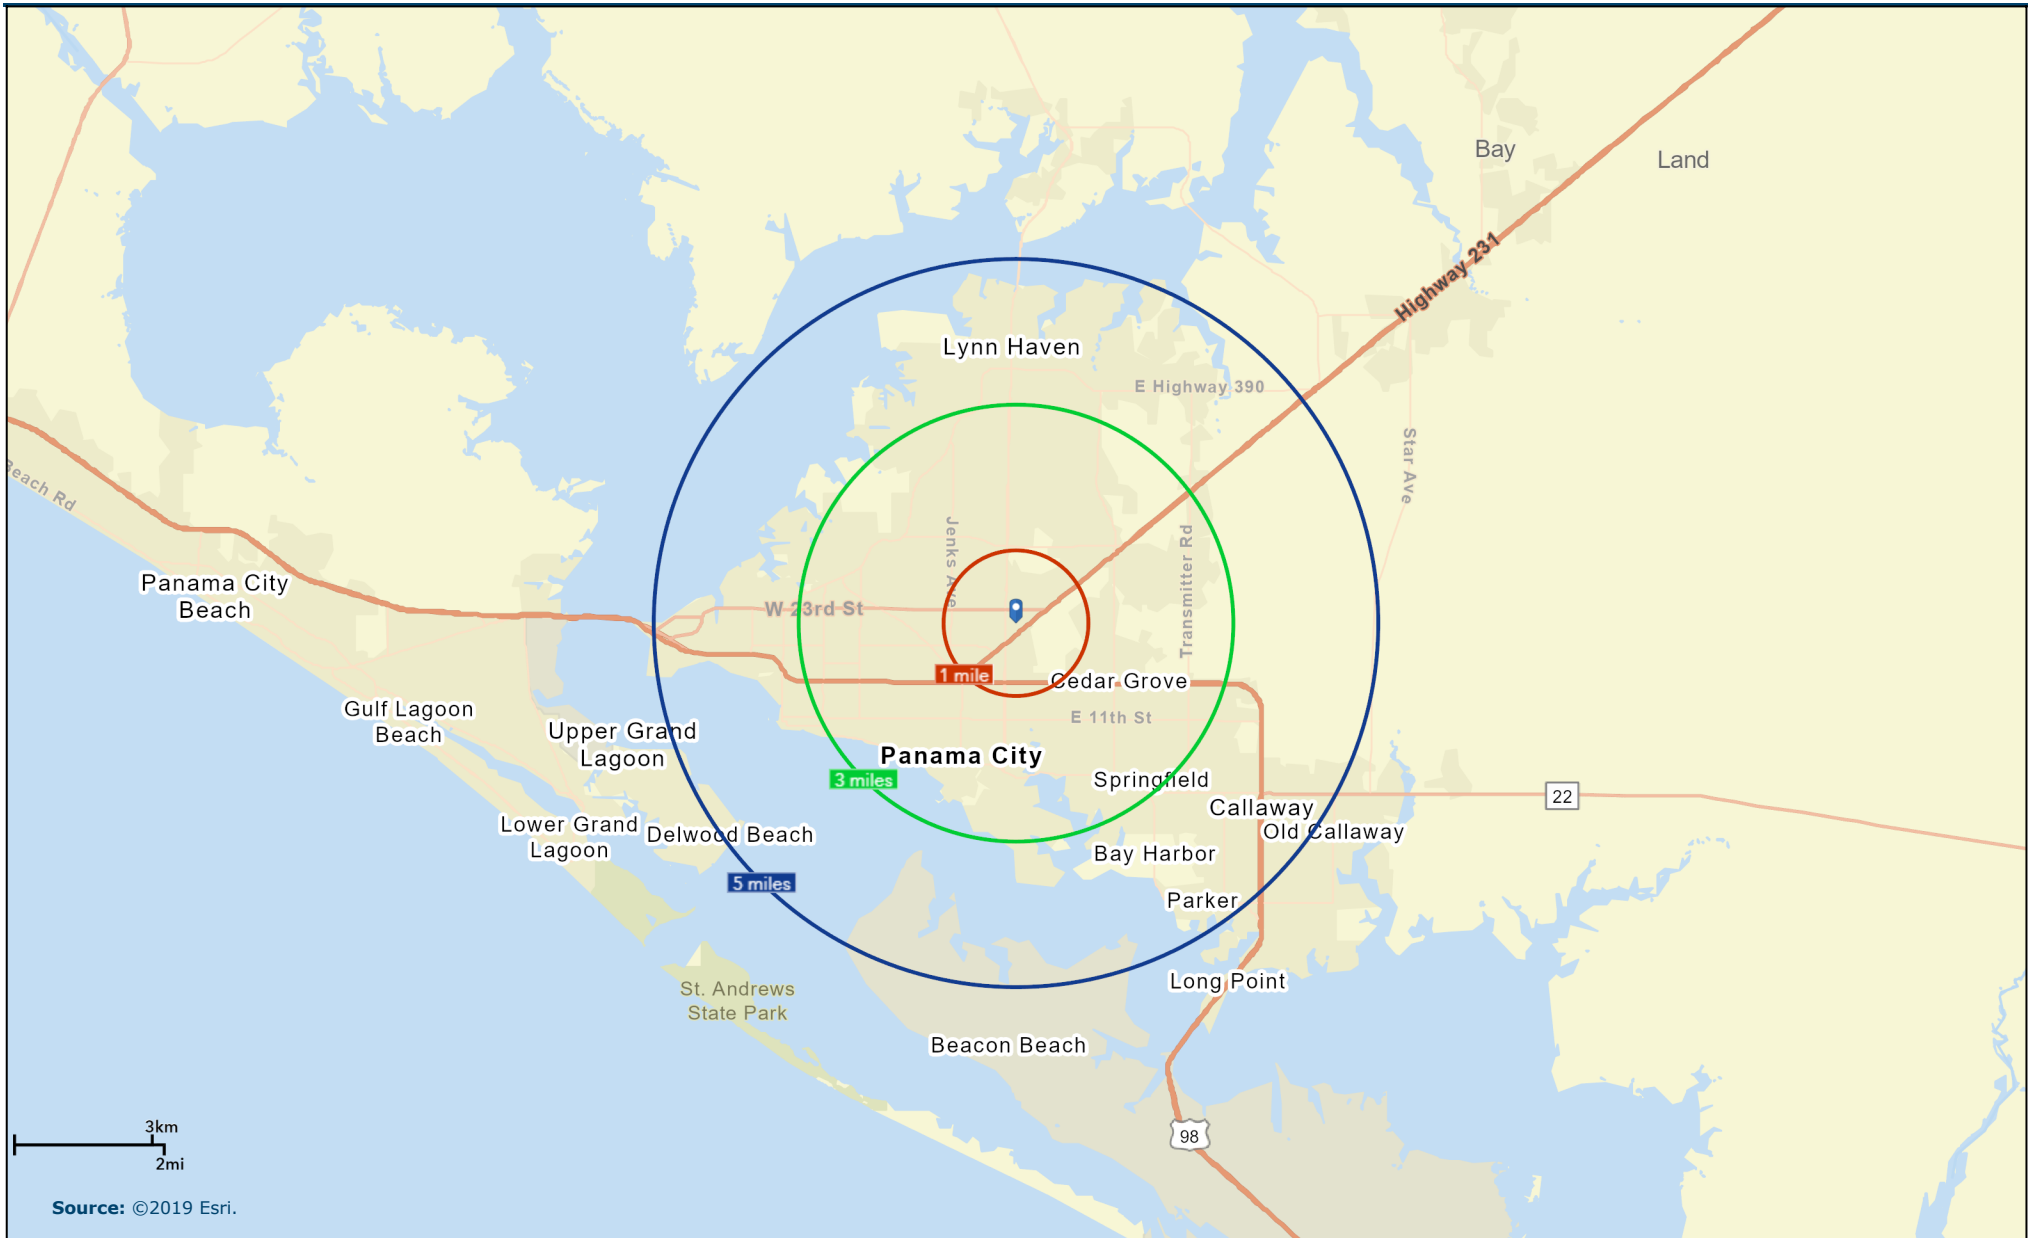 Bay
Land
Highway 231
Lynn Haven
E Highway 390
Star Ave
Beach Rd
Jenks Ave
Transmitter Rd
Panama City
Beach
W 23rd St
1 mile
Cedar Grove
Gulf Lagoon
Beach
E 11th St
Upper Grand
Lagoon
Panama City
3 miles
Springfield
22
Callaway
Lower Grand
Lagoon
Delwood Beach
Old Callaway
Bay Harbor
5 miles
Parker
Long Point
St. Andrews
State Park
Beacon Beach
3km
2mi
98
Source: ©2019 Esri.